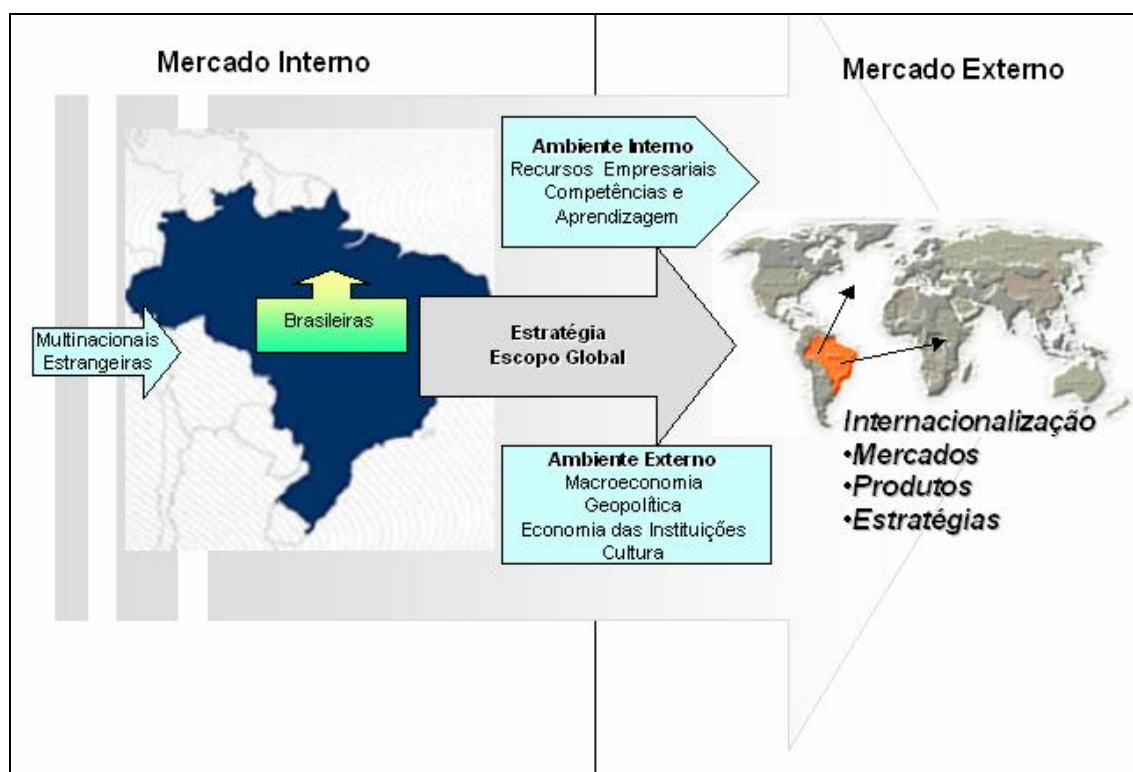 Mercado Interno
Mercado Externo
Ambiente Interno
Recursos Empresariais
Competências e
Aprendizagem
Brasileiras
Multinacionais
Estrangeiras
Estratégia
Escopo Global
Ambiente Externo
Macroeconomia
Geopolítica
Economia das Instituições
Cultura
Internacionalização
•Mercados
•Produtos
•Estratégias